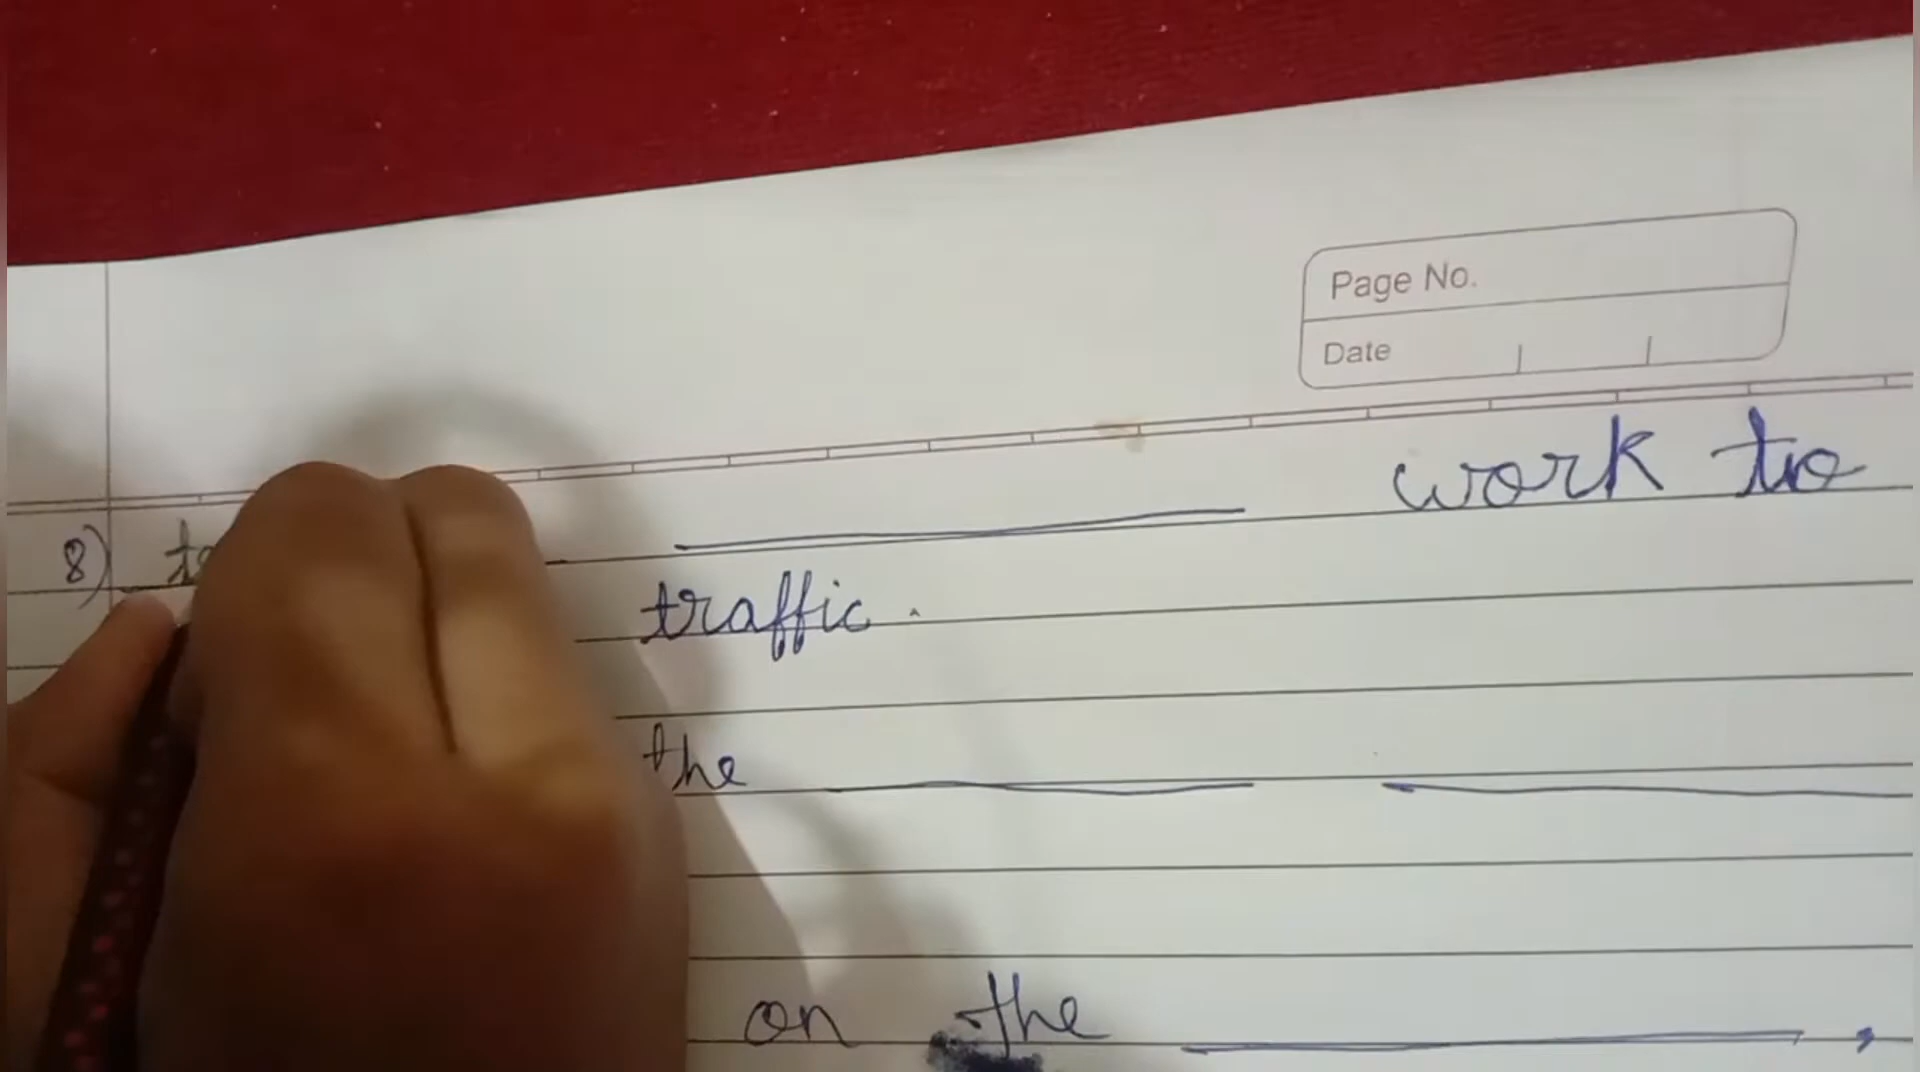 Page No.
Date
work to
8)
traffic.
the
on the